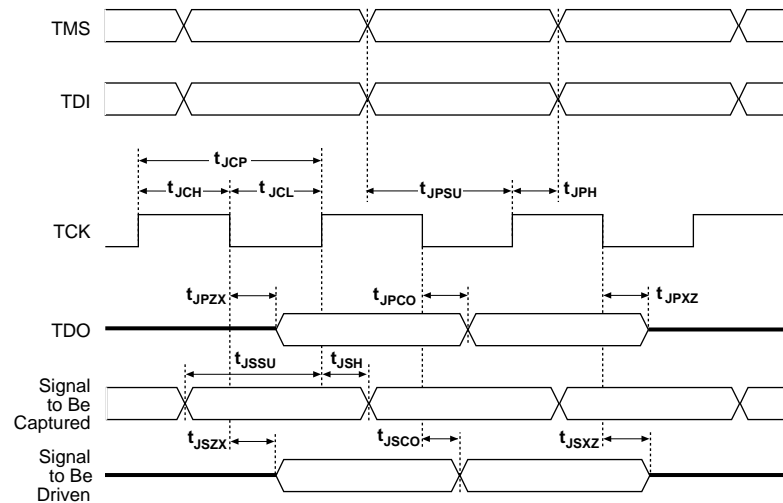 TMS
TDI
tJCP
tJCH
tJCL
tJPSU
tJPH
TCK
tJPZX
tJPCO
tJPXZ
TDO
tJSSU
tJSH
Signal
to Be
Captured
tJSZX
tJSCO
tJSXZ
Signal
to Be
Driven